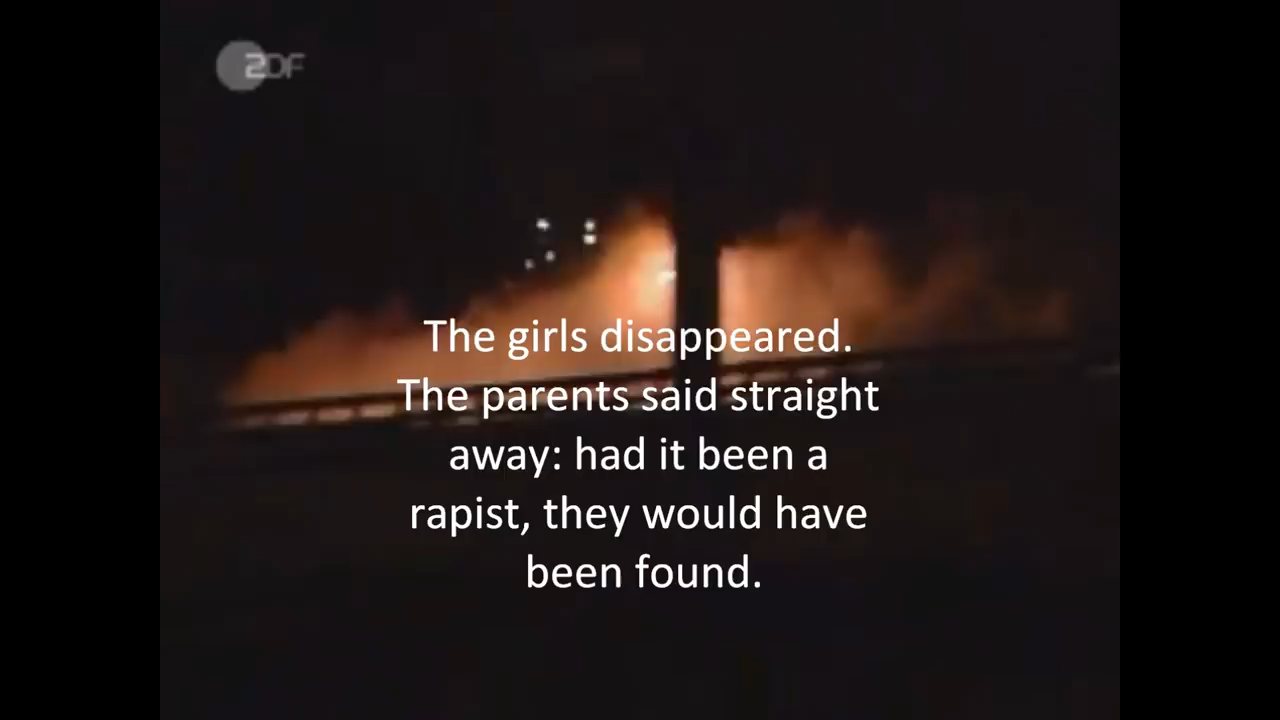 ZDF
The girls disappeared.
The parents said straight
away: had it been a
rapist, they would have
been found.